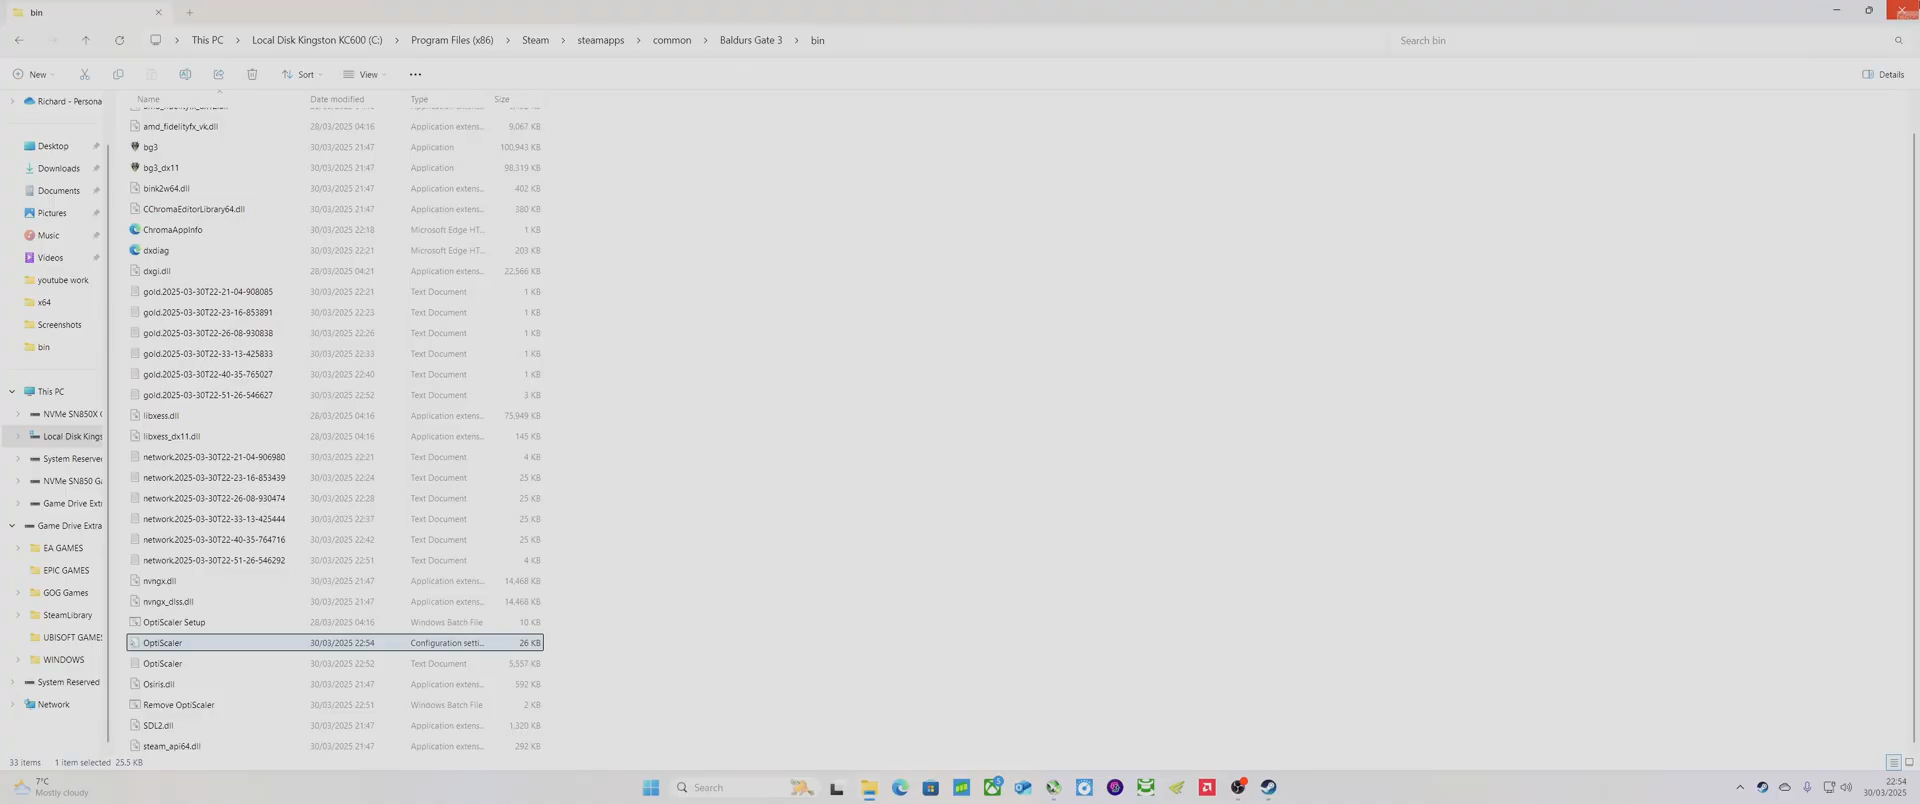 bin
This PC > Local Disk Kingston KC600 (C:) > Program Files (x86) > Steam > steamapps > common > Baldurs Gate 3 > bin
Search bin
New Sort View ... Details
Name Date modified Type Size
Richard - Persona
Desktop
Downloads
Documents
Pictures
Music
Videos
youtube work
x64
Screenshots
bin
This PC
NVMe SN850X
Local Disk Kings
System Reserve
NVMe SN850 Ga
Game Drive Ext
Game Drive Extra
EA GAMES
EPIC GAMES
GOG Games
SteamLibrary
UBISOFT GAMES
WINDOWS
System Reserved
Network
amd_fidelityfx_vk.dll 28/03/2025 04:16 Application extens... 9,067 KB
bg3 30/03/2025 21:47 Application 100,943 KB
bg3_dx11 30/03/2025 21:47 Application 98,319 KB
bink2w64.dll 30/03/2025 21:47 Application extens... 402 KB
CChromaEditorLibrary64.dll 30/03/2025 21:47 Application extens... 380 KB
ChromaAppInfo 30/03/2025 22:18 Microsoft Edge HT... 1 KB
dxdiag 30/03/2025 22:21 Microsoft Edge HT... 203 KB
dxgi.dll 28/03/2025 04:21 Application extens... 22,566 KB
gold.2025-03-30T22-21-04-908085 30/03/2025 22:21 Text Document 1 KB
gold.2025-03-30T22-23-16-853891 30/03/2025 22:23 Text Document 1 KB
gold.2025-03-30T22-26-08-930838 30/03/2025 22:26 Text Document 1 KB
gold.2025-03-30T22-33-13-425833 30/03/2025 22:33 Text Document 1 KB
gold.2025-03-30T22-40-35-765027 30/03/2025 22:40 Text Document 1 KB
gold.2025-03-30T22-51-26-546627 30/03/2025 22:52 Text Document 3 KB
libxess.dll 28/03/2025 04:16 Application extens... 75,949 KB
libxess_dx11.dll 28/03/2025 04:16 Application extens... 145 KB
network.2025-03-30T22-21-04-906980 30/03/2025 22:21 Text Document 4 KB
network.2025-03-30T22-23-16-853439 30/03/2025 22:24 Text Document 25 KB
network.2025-03-30T22-26-08-930474 30/03/2025 22:28 Text Document 25 KB
network.2025-03-30T22-33-13-425444 30/03/2025 22:37 Text Document 25 KB
network.2025-03-30T22-40-35-764716 30/03/2025 22:42 Text Document 25 KB
network.2025-03-30T22-51-26-546292 30/03/2025 22:51 Text Document 4 KB
nvngx.dll 30/03/2025 21:47 Application extens... 14,468 KB
nvngx_dlss.dll 30/03/2025 21:47 Application extens... 14,468 KB
OptiScaler Setup 28/03/2025 04:16 Windows Batch File 10 KB
OptiScaler 30/03/2025 22:54 Configuration setti... 26 KB
OptiScaler 30/03/2025 22:52 Text Document 5,557 KB
Osiris.dll 30/03/2025 21:47 Application extens... 592 KB
Remove OptiScaler 30/03/2025 22:51 Windows Batch File 2 KB
SDL2.dll 30/03/2025 21:47 Application extens... 1,320 KB
steam_api64.dll 30/03/2025 21:47 Application extens... 292 KB
33 items 1 item selected 25.5 KB
7°C
Mostly cloudy
Search
5
22:54
30/03/2025